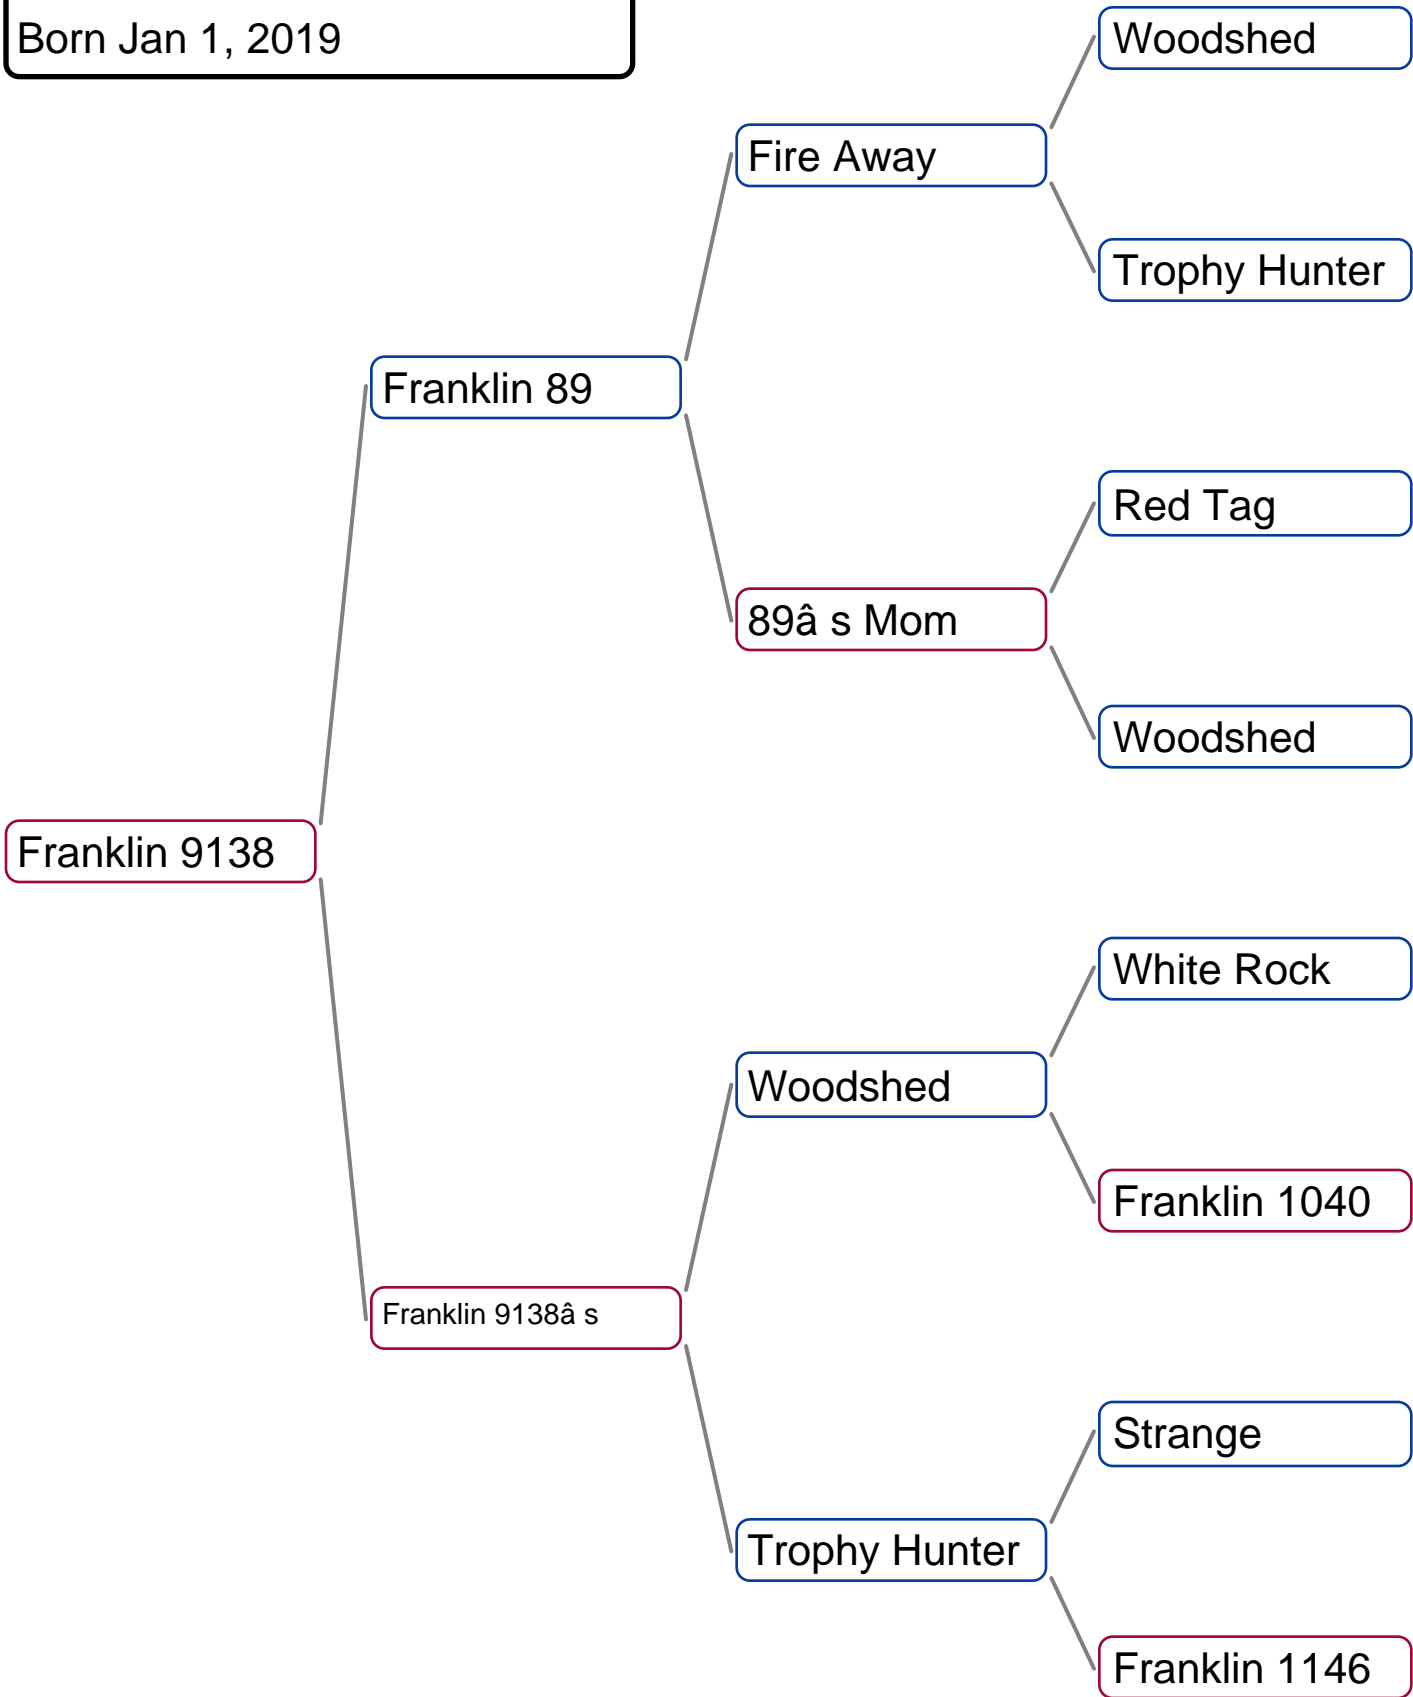 Born Jan 1, 2019
Woodshed
Fire Away
Trophy Hunter
Franklin 89
Red Tag
89â s Mom
Woodshed
Franklin 9138
White Rock
Woodshed
Franklin 1040
Franklin 9138â s
Strange
Trophy Hunter
Franklin 1146